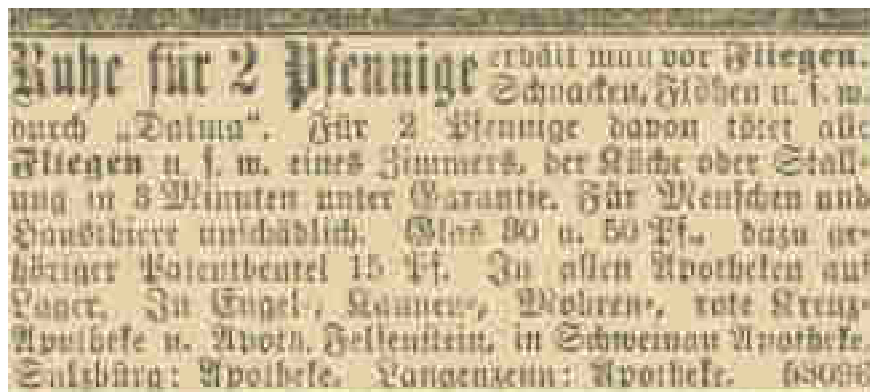 Ruhe für 2 Pfennige erhält man vor Fliegen,
Schnacken, Flöhen u. s. w.
durch „Dalma“. Für 2 Pfennige davon tötet alle
Fliegen u. s. w. eines Zimmers, der Küche oder Stall-
ung in 3 Minuten unter Garantie. Für Menschen und
Hausthiere unschädlich. Glas 30 u. 50 Pf., dazu ge-
höriger Patentbeutel 15 Pf. In allen Apotheken auf
Lager. In Engel-, Kannen-, Mohren-, rote Kreuz-
Apotheke u. Apoth. Felsenstein, in Schweinau Apotheke,
Sulzbürg: Apotheke. Langenzenn: Apotheke.